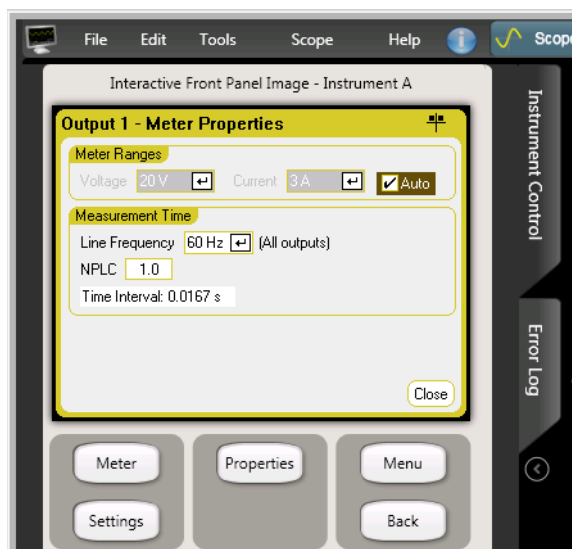 File Edit Tools Scope Help Scope
Interactive Front Panel Image - Instrument A
Output 1 - Meter Properties
Meter Ranges
Voltage 20 V Current 3 A Auto
Measurement Time
Line Frequency 60 Hz (All outputs)
NPLC 1.0
Time Interval: 0.0167 s
Close
Meter Properties Menu
Settings Back
Instrument Control
Error Log